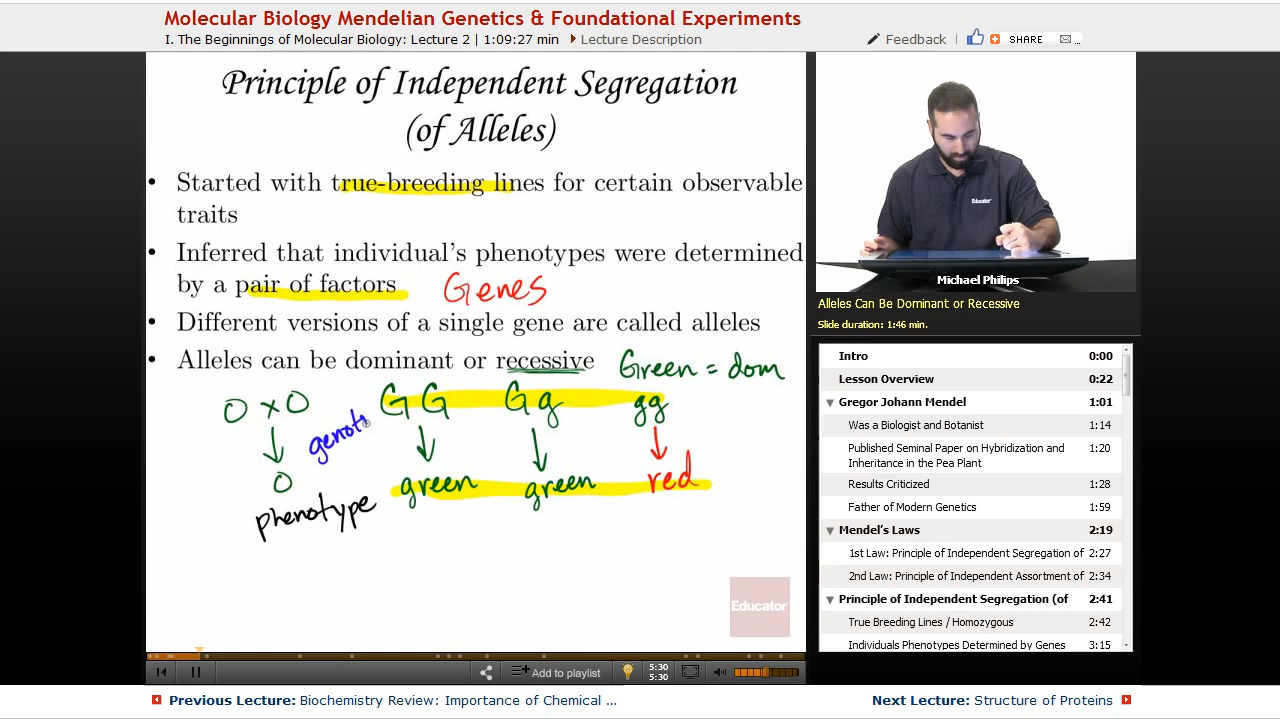 Molecular Biology Mendelian Genetics & Foundational Experiments
I. The Beginnings of Molecular Biology: Lecture 2 | 1:09:27 min
Lecture Description
Feedback
SHARE
...
Principle of Independent Segregation
(of Alleles)
• Started with true-breeding lines for certain observable
traits
• Inferred that individual's phenotypes were determined
by a pair of factors
Genes
• Different versions of a single gene are called alleles
• Alleles can be dominant or recessive
Green = dom
O x O
genot
GG
Gg
gg
O
green
green
red
phenotype
Educator
Educator
Michael Philips
Alleles Can Be Dominant or Recessive
Slide duration: 1:46 min.
Intro 0:00
Lesson Overview 0:22
Gregor Johann Mendel 1:01
Was a Biologist and Botanist 1:14
Published Seminal Paper on Hybridization and 1:20
Inheritance in the Pea Plant
Results Criticized 1:28
Father of Modern Genetics 1:59
Mendel's Laws 2:19
1st Law: Principle of Independent Segregation of 2:27
2nd Law: Principle of Independent Assortment of 2:34
Principle of Independent Segregation (of 2:41
True Breeding Lines / Homozygous 2:42
Individuals Phenotypes Determined by Genes 3:15
Add to playlist
5:30
5:30
Previous Lecture: Biochemistry Review: Importance of Chemical ...
Next Lecture: Structure of Proteins